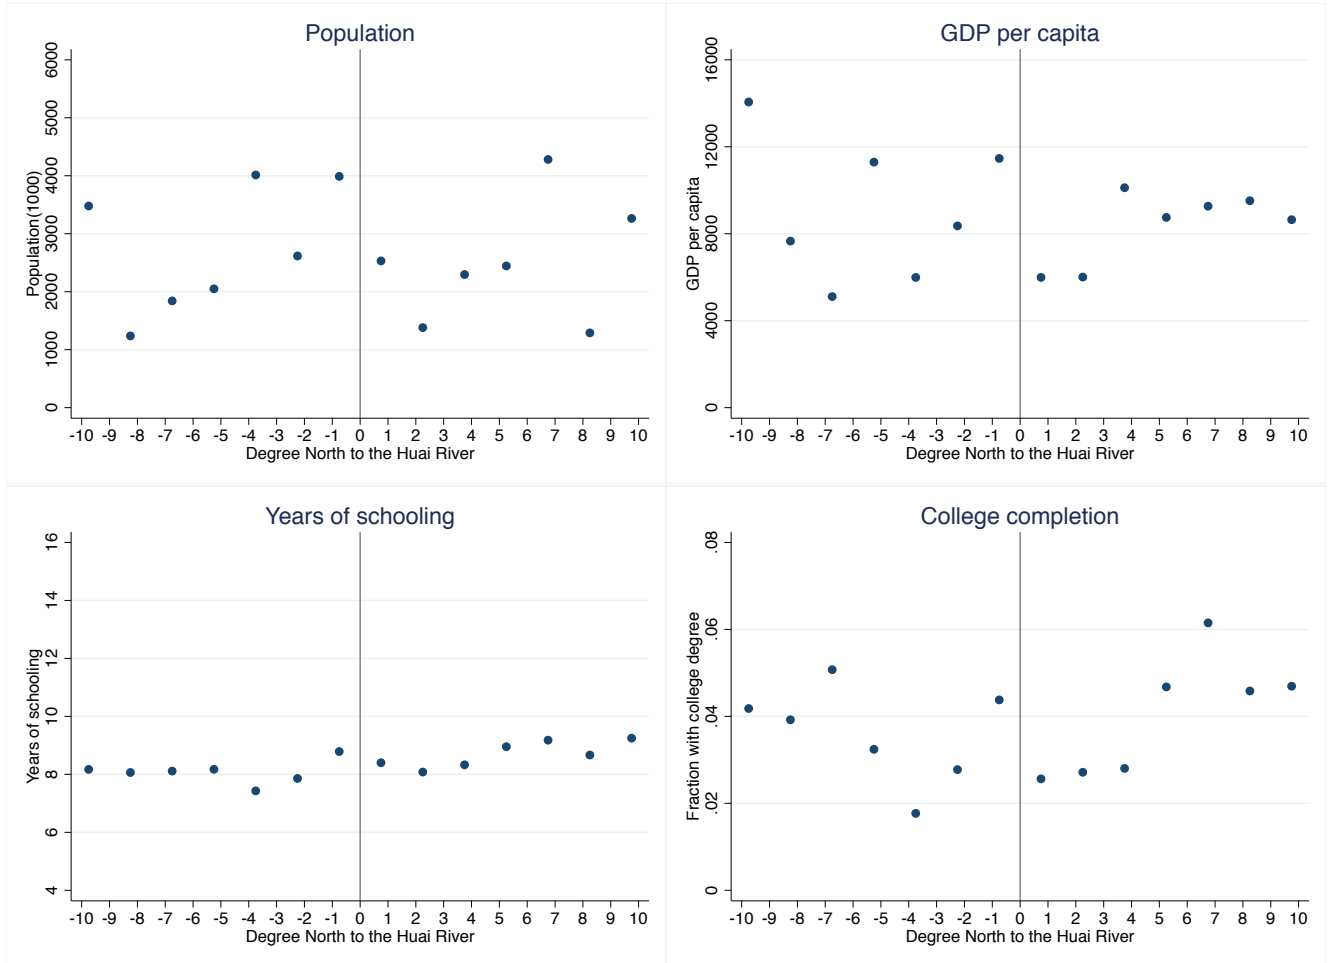 Population
Population(1000)
6000
5000
4000
3000
2000
1000
0
-10 -9 -8 -7 -6 -5 -4 -3 -2 -1 0 1 2 3 4 5 6 7 8 9 10
Degree North to the Huai River
GDP per capita
GDP per capita
16000
12000
8000
4000
0
-10 -9 -8 -7 -6 -5 -4 -3 -2 -1 0 1 2 3 4 5 6 7 8 9 10
Degree North to the Huai River
Years of schooling
Years of schooling
16
14
12
10
8
6
4
-10 -9 -8 -7 -6 -5 -4 -3 -2 -1 0 1 2 3 4 5 6 7 8 9 10
Degree North to the Huai River
College completion
Fraction with college degree
.08
.06
.04
.02
0
-10 -9 -8 -7 -6 -5 -4 -3 -2 -1 0 1 2 3 4 5 6 7 8 9 10
Degree North to the Huai River